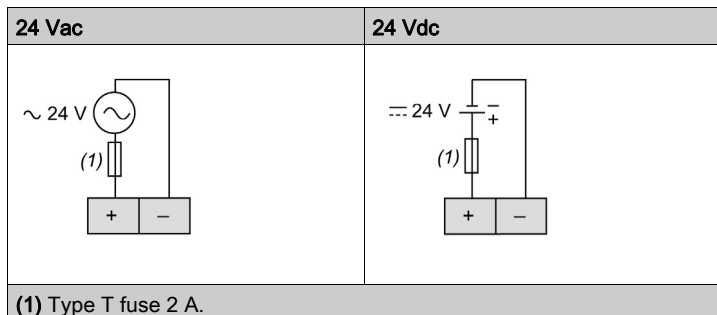 24 Vac
24 Vdc
∼ 24 V
(1)
+ −
⎓ 24 V − +
(1)
+ −
(1) Type T fuse 2 A.